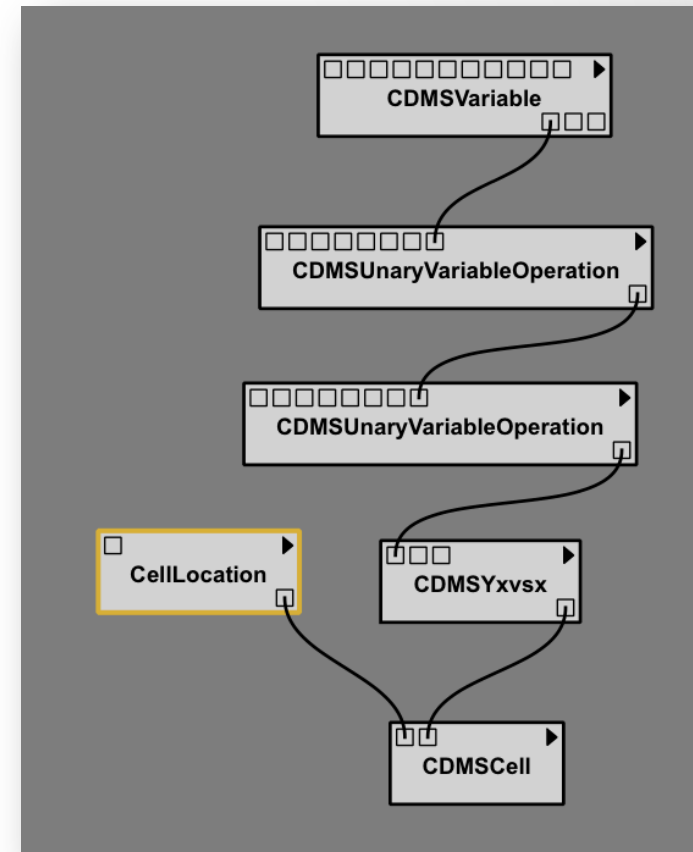 CDMSVariable
CDMSUnaryVariableOperation
CDMSUnaryVariableOperation
CellLocation
CDMSYxvsx
CDMSCell